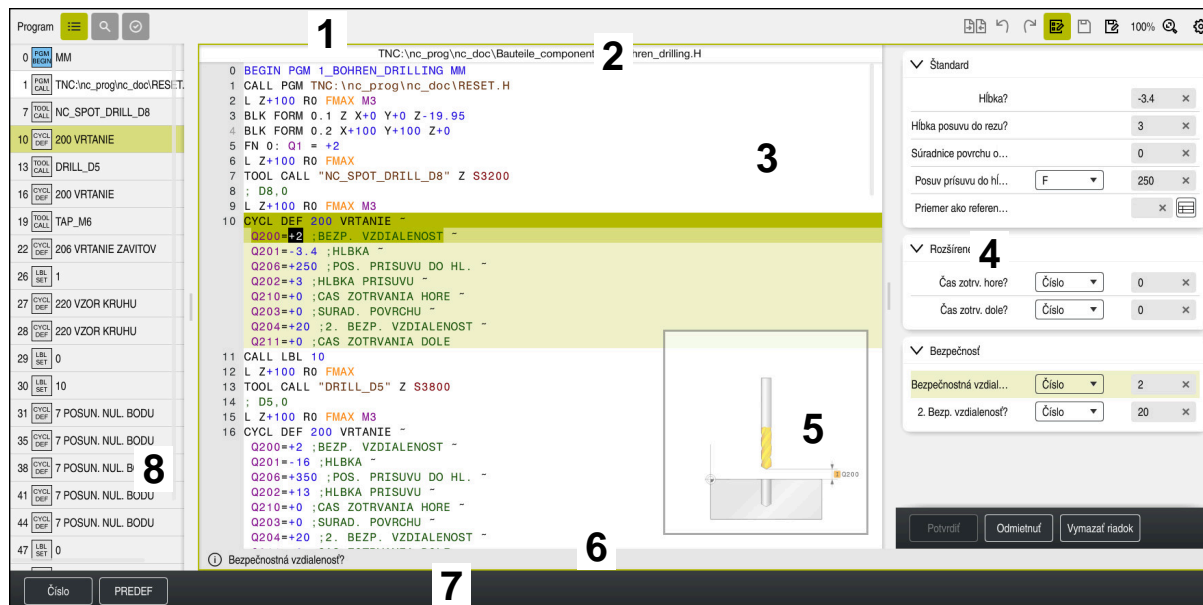 Program 100%
1
2
3
4
5
6
7
8
0 PGM BEGIN MM
1 PGM CALL TNC:\nc_prog\nc_doc\RESET.
7 TOOL CALL NC_SPOT_DRILL_D8
10 CYCL DEF 200 VRTANIE
13 TOOL CALL DRILL_D5
16 CYCL DEF 200 VRTANIE
19 TOOL CALL TAP_M6
22 CYCL DEF 206 VRTANIE ZAVITOV
26 LBL SET 1
27 CYCL DEF 220 VZOR KRUHU
28 CYCL DEF 220 VZOR KRUHU
29 LBL SET 0
30 LBL SET 10
31 CYCL DEF 7 POSUN. NUL. BODU
35 CYCL DEF 7 POSUN. NUL. BODU
38 CYCL DEF 7 POSUN. NUL. BODU
41 CYCL DEF 7 POSUN. NUL. BODU
44 CYCL DEF 7 POSUN. NUL. BODU
47 LBL SET 0
TNC:\nc_prog\nc_doc\Bauteile_component hren_drilling.H
0 BEGIN PGM 1_BOHREN_DRILLING MM
1 CALL PGM TNC:\nc_prog\nc_doc\RESET.H
2 L Z+100 R0 FMAX M3
3 BLK FORM 0.1 Z X+0 Y+0 Z-19.95
4 BLK FORM 0.2 X+100 Y+100 Z+0
5 FN 0: Q1 = +2
6 L Z+100 R0 FMAX
7 TOOL CALL "NC_SPOT_DRILL_D8" Z S3200
8 ; D8,0
9 L Z+100 R0 FMAX M3
10 CYCL DEF 200 VRTANIE ~
Q200=+2 ;BEZP. VZDIALENOST ~
Q201=-3.4 ;HLBKA ~
Q206=+250 ;POS. PRISUVU DO HL. ~
Q202=+3 ;HLBKA PRISUVU ~
Q210=+0 ;CAS ZOTRVANIA HORE ~
Q203=+0 ;SURAD. POVRCHU ~
Q204=+20 ;2. BEZP. VZDIALENOST ~
Q211=+0 ;CAS ZOTRVANIA DOLE
11 CALL LBL 10
12 L Z+100 R0 FMAX
13 TOOL CALL "DRILL_D5" Z S3800
14 ; D5,0
15 L Z+100 R0 FMAX M3
16 CYCL DEF 200 VRTANIE ~
Q200=+2 ;BEZP. VZDIALENOST ~
Q201=-16 ;HLBKA ~
Q206=+350 ;POS. PRISUVU DO HL. ~
Q202=+13 ;HLBKA PRISUVU ~
Q210=+0 ;CAS ZOTRVANIA HORE ~
Q203=+0 ;SURAD. POVRCHU ~
Q204=+20 ;2. BEZP. VZDIALENOST ~
Q200
Bezpečnostná vzdialenosť?
Štandard
Hĺbka? -3.4
Hĺbka posuvu do rezu? 3
Súradnice povrchu o... 0
Posuv prísuvu do hĺ... F 250
Priemer ako referen...
Rozšírené
Čas zotrv. hore? Číslo 0
Čas zotrv. dole? Číslo 0
Bezpečnosť
Bezpečnostná vzdial... Číslo 2
2. Bezp. vzdialenosť? Číslo 20
Potvrdiť Odmietnuť Vymazať riadok
Číslo PREDEF